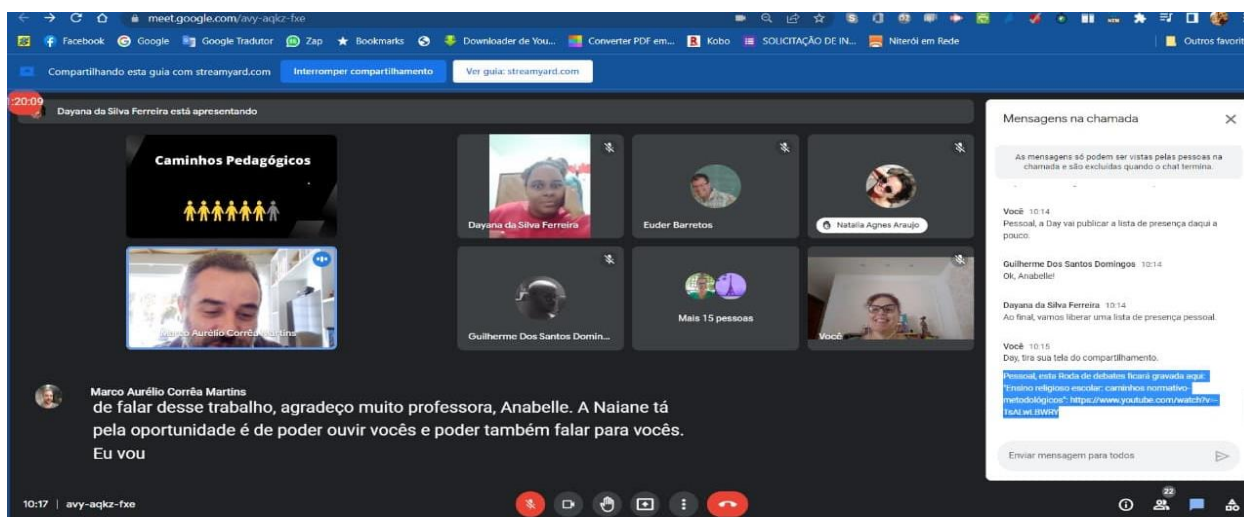 meet.google.com/avy-aqkz-fxe
Facebook Google Google Tradutor Zap Bookmarks Downloader de You... Converter PDF em... Kobo SOLICITAÇÃO DE IN... Niterói em Rede Outros favorit
Compartilhando esta guia com streamyard.com Interromper compartilhamento Ver guia: streamyard.com
:20:09
Dayana da Silva Ferreira está apresentando
Caminhos Pedagógicos
Dayana da Silva Ferreira
Euder Barretos
Natalia Agnes Araujo
Marco Aurélio Corrêa Martins
Guilherme Dos Santos Domin...
Mais 15 pessoas
Você
Marco Aurélio Corrêa Martins
de falar desse trabalho, agradeço muito professora, Anabelle. A Naiane tá
pela oportunidade é de poder ouvir vocês e poder também falar para vocês.
Eu vou
10:17 | avy-aqkz-fxe
22
Mensagens na chamada
As mensagens só podem ser vistas pelas pessoas na
chamada e são excluídas quando o chat termina.
Você 10:14
Pessoal, a Day vai publicar a lista de presença daqui a
pouco.
Guilherme Dos Santos Domingos 10:14
Ok, Anabelle!
Dayana da Silva Ferreira 10:14
Ao final, vamos liberar uma lista de presença pessoal.
Você 10:15
Day, tira sua tela do compartilhamento.
Pessoal, esta Roda de debates ficará gravada aqui:
"Ensino religioso escolar: caminhos normativo-
metodológicos": https://www.youtube.com/watch?v=-
Enviar mensagem para todos